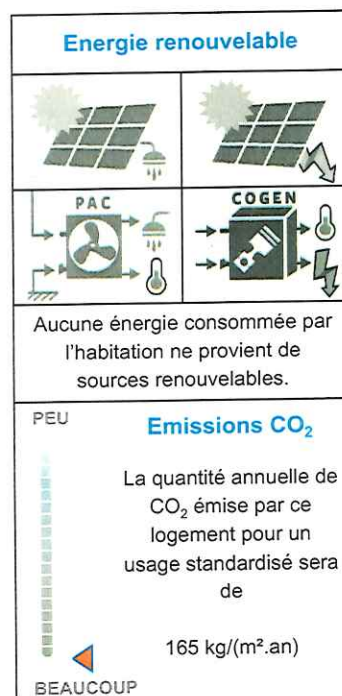 Energie renouvelable
PAC
COGEN
Aucune énergie consommée par
l'habitation ne provient de
sources renouvelables.
PEU
Emissions CO₂
La quantité annuelle de
CO₂ émise par ce
logement pour un
usage standardisé sera
de
165 kg/(m².an)
BEAUCOUP